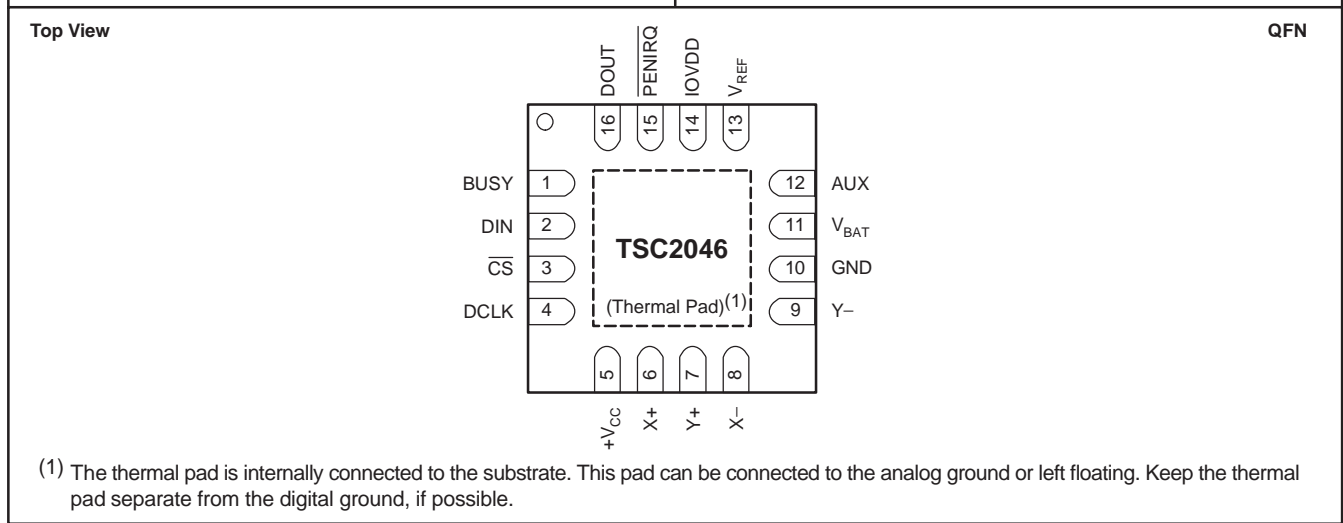 Top View
QFN
DOUT
PENIRQ
IOVDD
VREF
16
15
14
13
BUSY 1
12 AUX
DIN 2
11 VBAT
CS 3
10 GND
DCLK 4
9 Y–
TSC2046
(Thermal Pad)(1)
5
6
7
8
+VCC
X+
Y+
X–
(1) The thermal pad is internally connected to the substrate. This pad can be connected to the analog ground or left floating. Keep the thermal
pad separate from the digital ground, if possible.